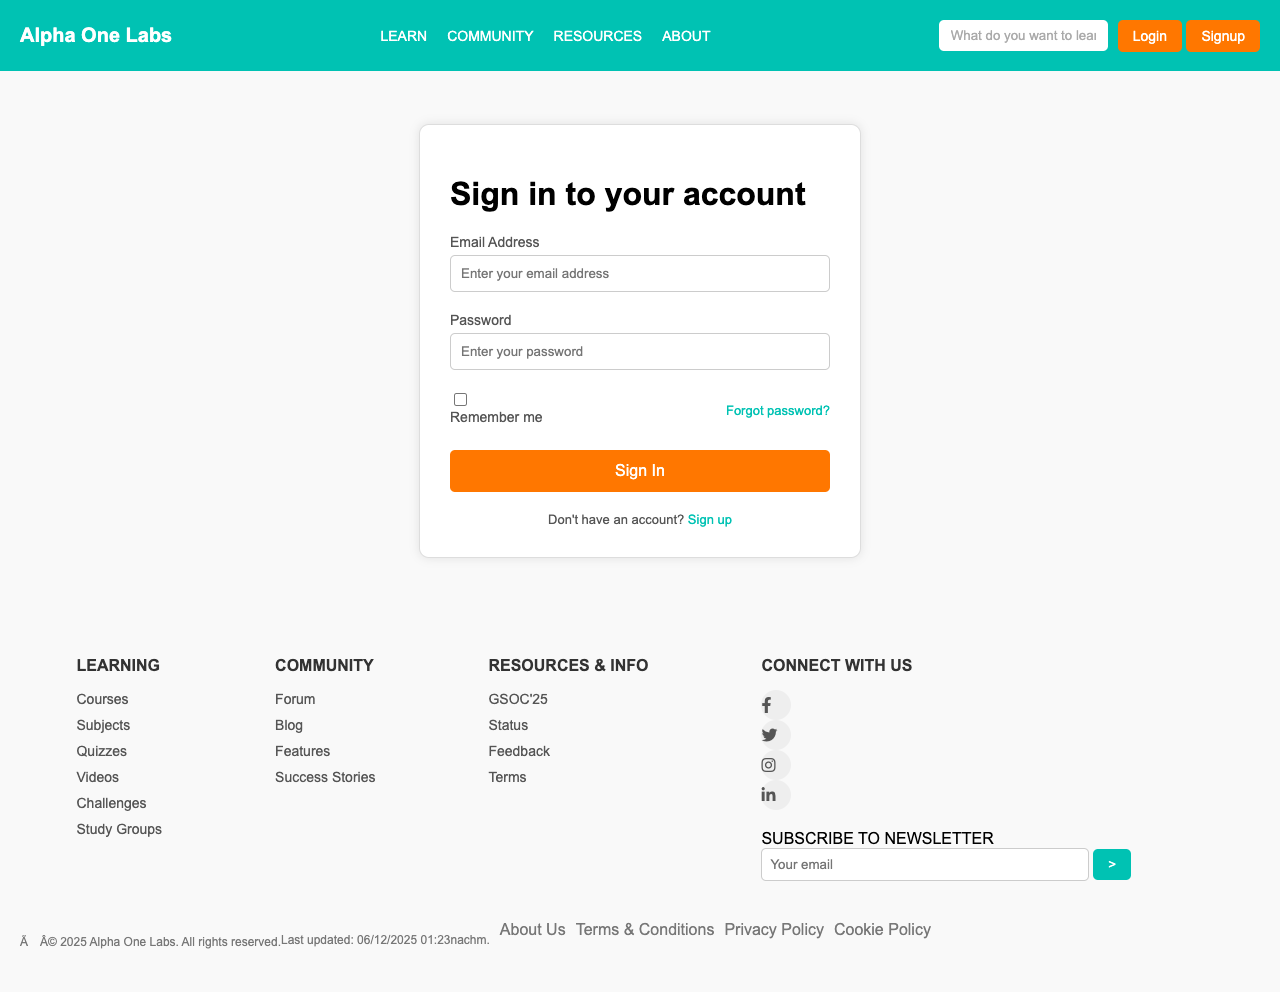 Alpha One Labs
LEARN COMMUNITY RESOURCES ABOUT
What do you want to lear
Login Signup
Sign in to your account
Email Address
Enter your email address
Password
Enter your password
Remember me
Forgot password?
Sign In
Don't have an account? Sign up
LEARNING
Courses
Subjects
Quizzes
Videos
Challenges
Study Groups
COMMUNITY
Forum
Blog
Features
Success Stories
RESOURCES & INFO
GSOC'25
Status
Feedback
Terms
CONNECT WITH US
SUBSCRIBE TO NEWSLETTER
Your email
>
Ã Â© 2025 Alpha One Labs. All rights reserved.
Last updated: 06/12/2025 01:23nachm.
About Us Terms & Conditions Privacy Policy Cookie Policy